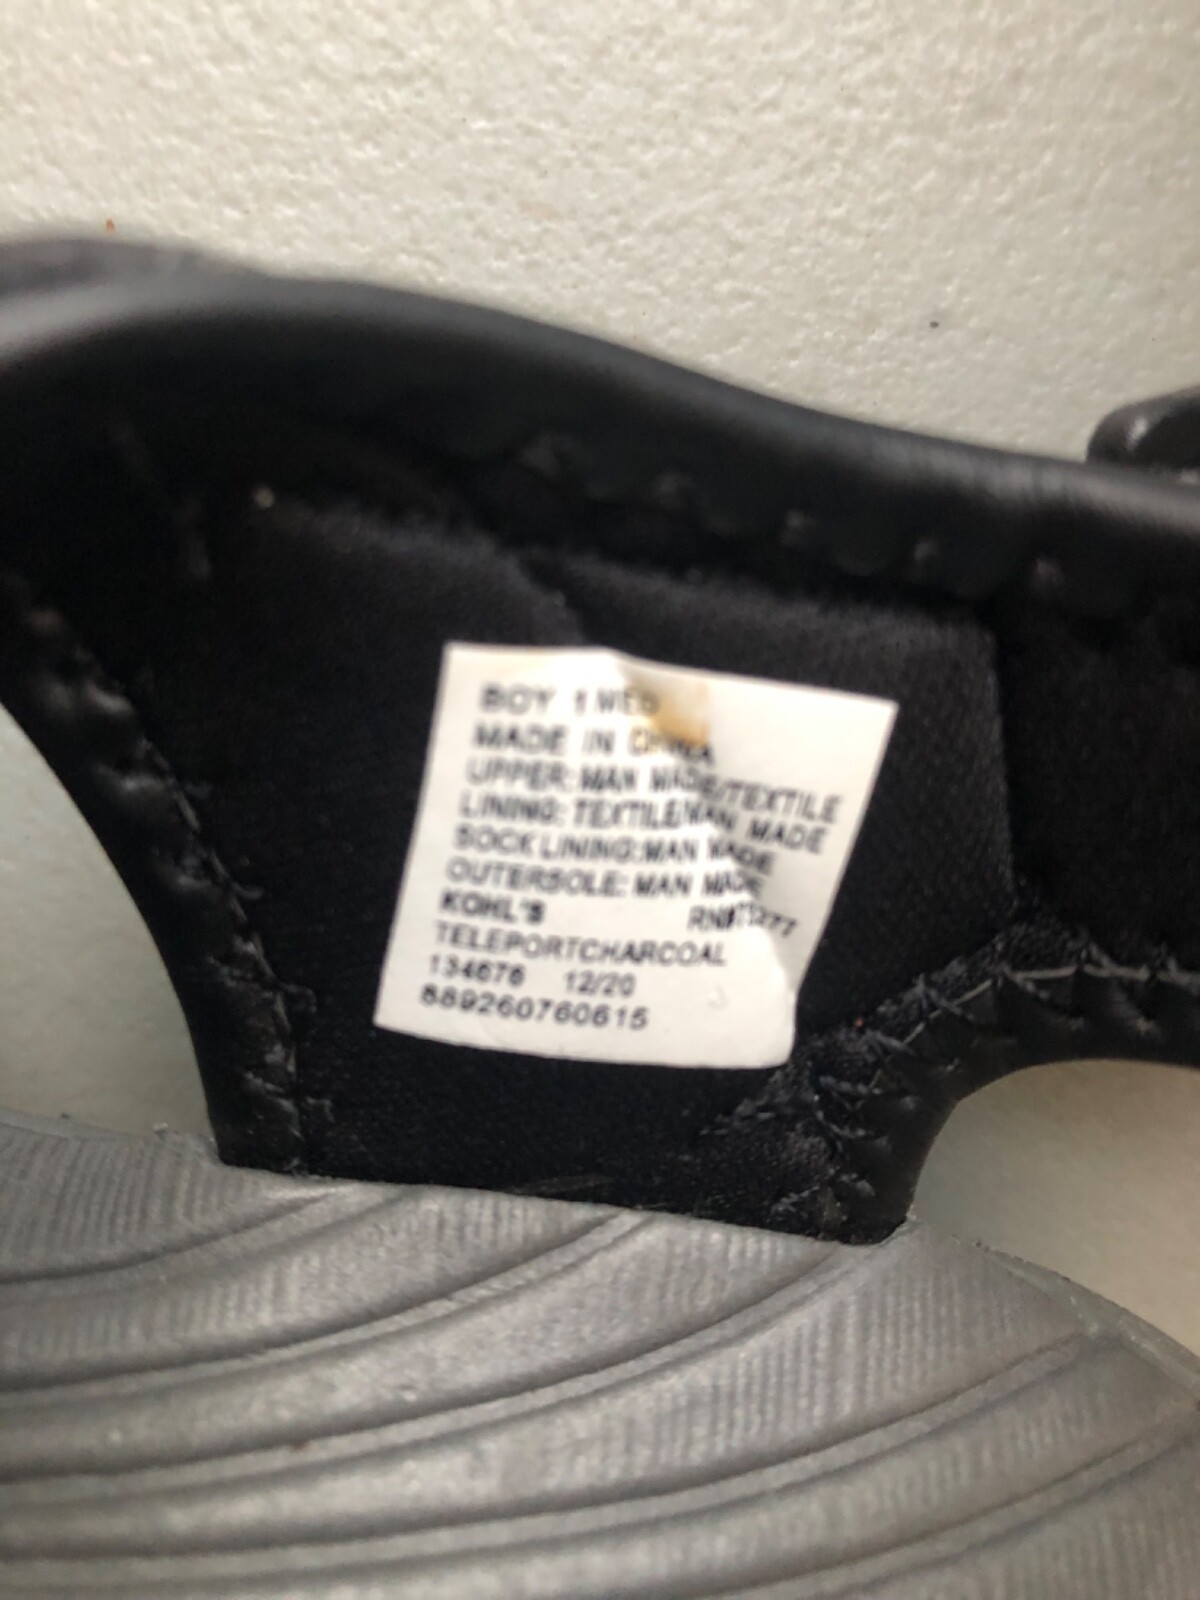 BOY 1 MED
MADE IN CHINA
UPPER: MAN MADE/TEXTILE
LINING: TEXTILE/MAN MADE
SOCK LINING:MAN MADE
OUTERSOLE: MAN MADE
KOHL'S
TELEPORTCHARCOAL
134676 12/20
889260760615